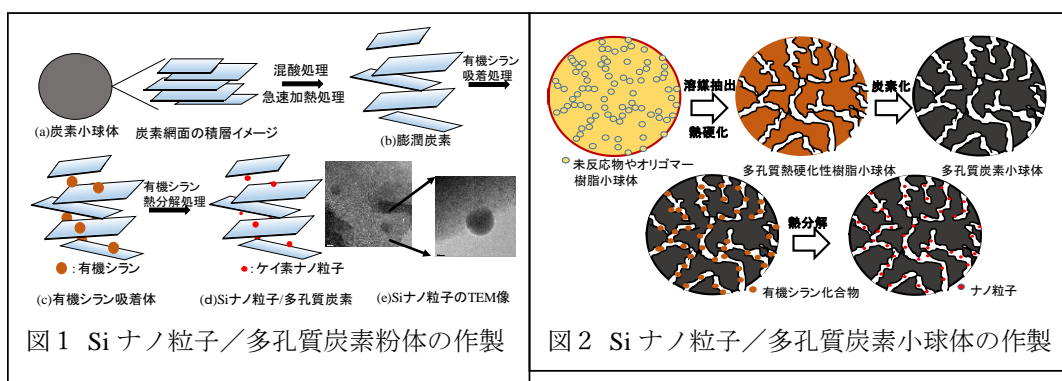 混酸処理
急速加熱処理
有機シラン
吸着処理
(a)炭素小球体
炭素網面の積層イメージ
(b)膨潤炭素
有機シラン
熱分解処理
:有機シラン
:ケイ素ナノ粒子
(c)有機シラン吸着体
(d)Siナノ粒子/多孔質炭素
(e)Siナノ粒子のTEM像
図1 Siナノ粒子／多孔質炭素粉体の作製
溶媒抽出
熱硬化
炭素化
未反応物やオリゴマー
樹脂小球体
多孔質熱硬化性樹脂小球体
多孔質炭素小球体
熱分解
有機シラン化合物
ナノ粒子
図2 Siナノ粒子／多孔質炭素小球体の作製